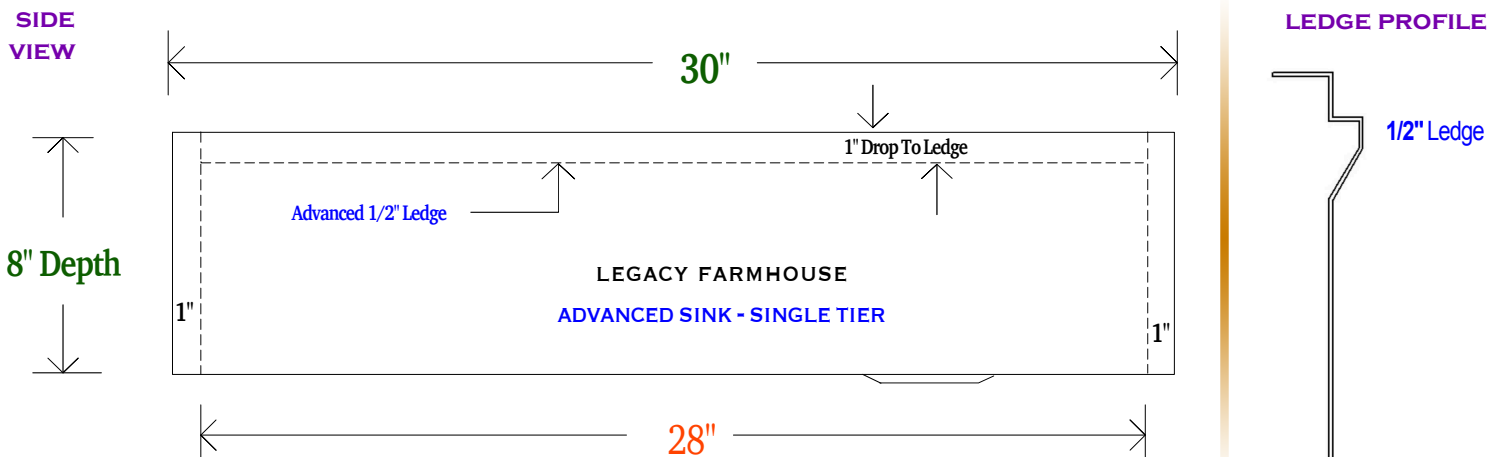 SIDE
VIEW
30"
LEDGE PROFILE
1/2" Ledge
1" Drop To Ledge
Advanced 1/2" Ledge
8" Depth
LEGACY FARMHOUSE
ADVANCED SINK - SINGLE TIER
1"
1"
28"